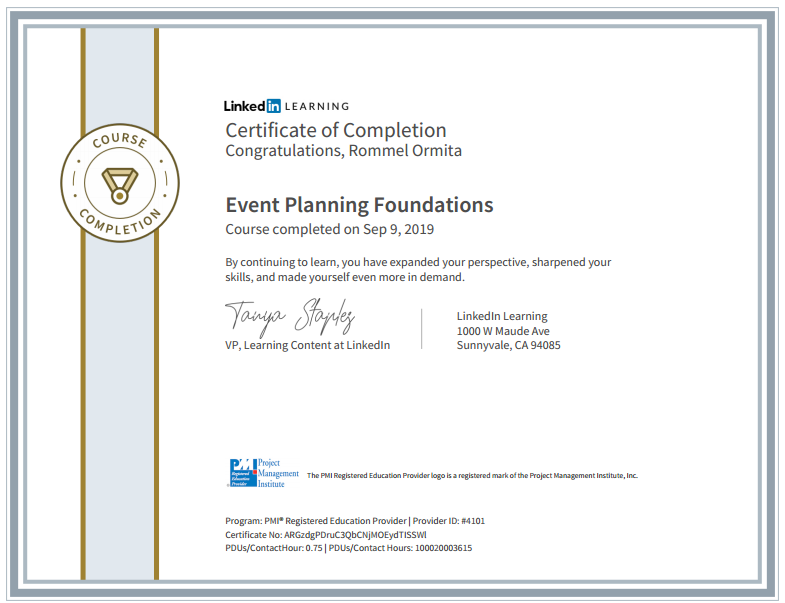 COURSE
COMPLETION
Linked in LEARNING
Certificate of Completion
Congratulations, Rommel Ormita
Event Planning Foundations
Course completed on Sep 9, 2019
By continuing to learn, you have expanded your perspective, sharpened your
skills, and made yourself even more in demand.
Tanya Staples
VP, Learning Content at LinkedIn
LinkedIn Learning
1000 W Maude Ave
Sunnyvale, CA 94085
PMI
Registered
Education
Provider
Project
Management
Institute
The PMI Registered Education Provider logo is a registered mark of the Project Management Institute, Inc.
Program: PMI® Registered Education Provider | Provider ID: #4101
Certificate No: ARGzdgPDruC3QbCNjMOEydTISSWl
PDUs/ContactHour: 0.75 | PDUs/Contact Hours: 100020003615